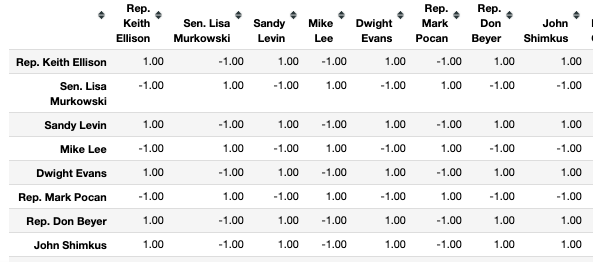 Rep. Keith Ellison
Sen. Lisa Murkowski
Sandy Levin
Mike Lee
Dwight Evans
Rep. Mark Pocan
Rep. Don Beyer
John Shimkus
Rep. Keith Ellison 1.00 -1.00 1.00 -1.00 1.00 -1.00 1.00 1.00
Sen. Lisa -1.00 1.00 -1.00 1.00 -1.00 1.00 -1.00 -1.00
Murkowski
Sandy Levin 1.00 -1.00 1.00 -1.00 1.00 -1.00 1.00 1.00
Mike Lee -1.00 1.00 -1.00 1.00 -1.00 1.00 -1.00 -1.00
Dwight Evans 1.00 -1.00 1.00 -1.00 1.00 -1.00 1.00 1.00
Rep. Mark Pocan -1.00 1.00 -1.00 1.00 -1.00 1.00 -1.00 -1.00
Rep. Don Beyer 1.00 -1.00 1.00 -1.00 1.00 -1.00 1.00 1.00
John Shimkus 1.00 -1.00 1.00 -1.00 1.00 -1.00 1.00 1.00